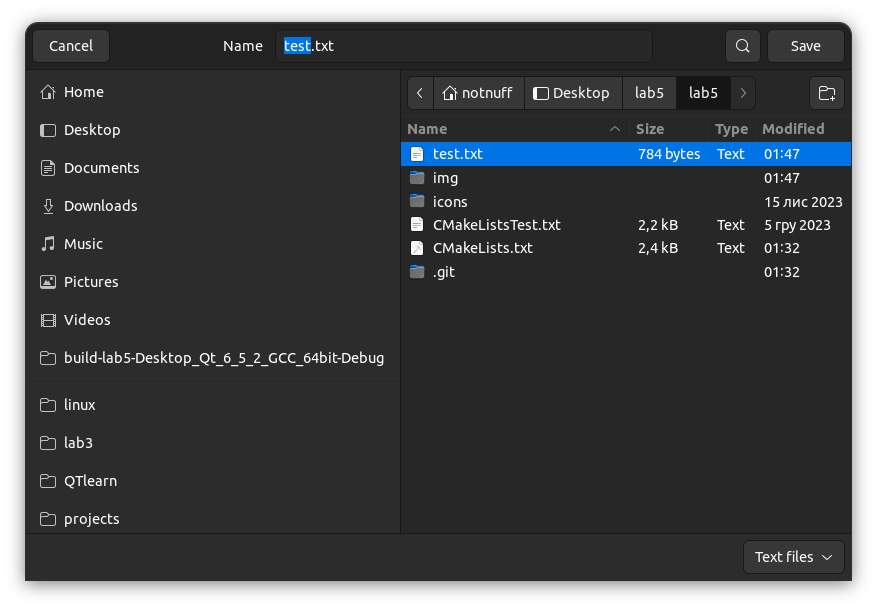 Cancel Name test.txt Save
Home
Desktop
Documents
Downloads
Music
Pictures
Videos
build-lab5-Desktop_Qt_6_5_2_GCC_64bit-Debug
linux
lab3
QTlearn
projects
notnuff Desktop lab5 lab5
Name Size Type Modified
test.txt 784 bytes Text 01:47
img 01:47
icons 15 лис 2023
CMakeListsTest.txt 2,2 kB Text 5 гру 2023
CMakeLists.txt 2,4 kB Text 01:32
.git 01:32
Text files